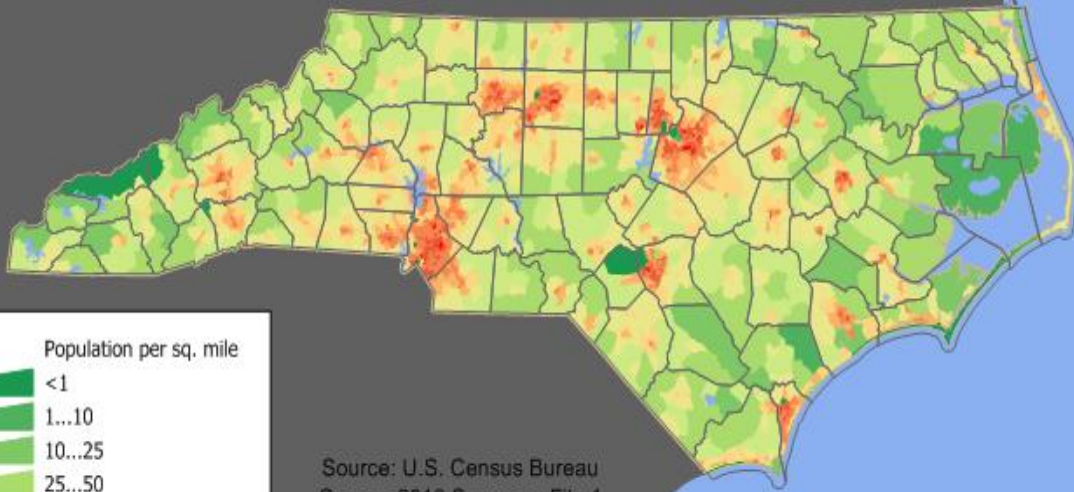 Population per sq. mile
<1
1...10
10...25
25...50
Source: U.S. Census Bureau